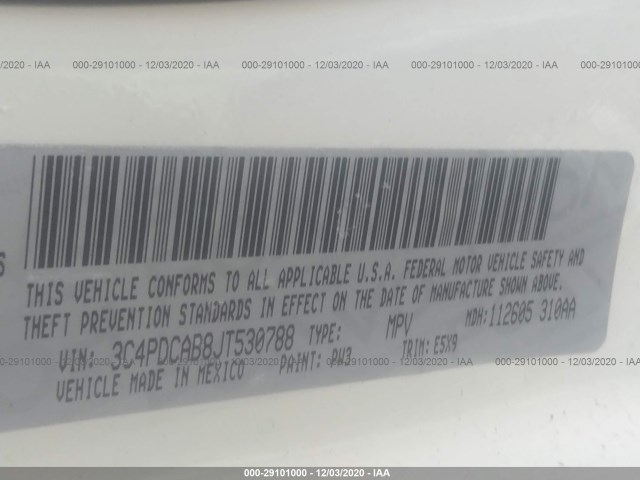 000-29101000 - 12/03/2020 - IAA
S
THIS VEHICLE CONFORMS TO ALL APPLICABLE U.S.A. FEDERAL MOTOR VEHICLE SAFETY AND
THEFT PREVENTION STANDARDS IN EFFECT ON THE DATE OF MANUFACTURE SHOWN ABOVE.
VIN: 3C4PDCAB8JT530788 TYPE: MPV MDH: 112605 310AA
VEHICLE MADE IN MEXICO PAINT: PW3 TRIM: E5X9
000-29101000 - 12/03/2020 - IAA